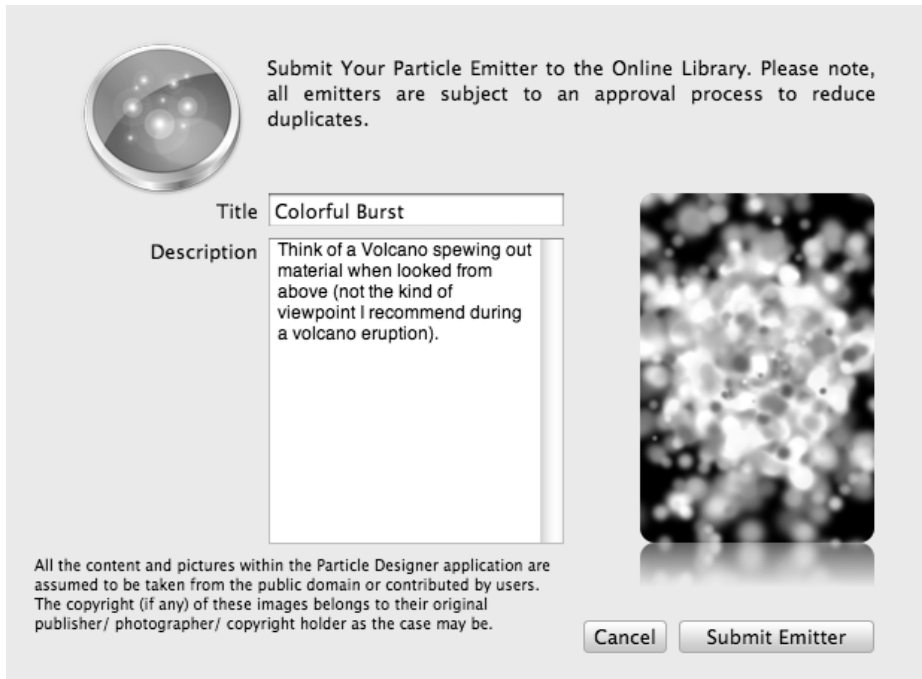 Submit Your Particle Emitter to the Online Library. Please note,
all emitters are subject to an approval process to reduce
duplicates.
Title Colorful Burst
Description Think of a Volcano spewing out
material when looked from
above (not the kind of
viewpoint I recommend during
a volcano eruption).
All the content and pictures within the Particle Designer application are
assumed to be taken from the public domain or contributed by users.
The copyright (if any) of these images belongs to their original
publisher/ photographer/ copyright holder as the case may be.
Cancel Submit Emitter